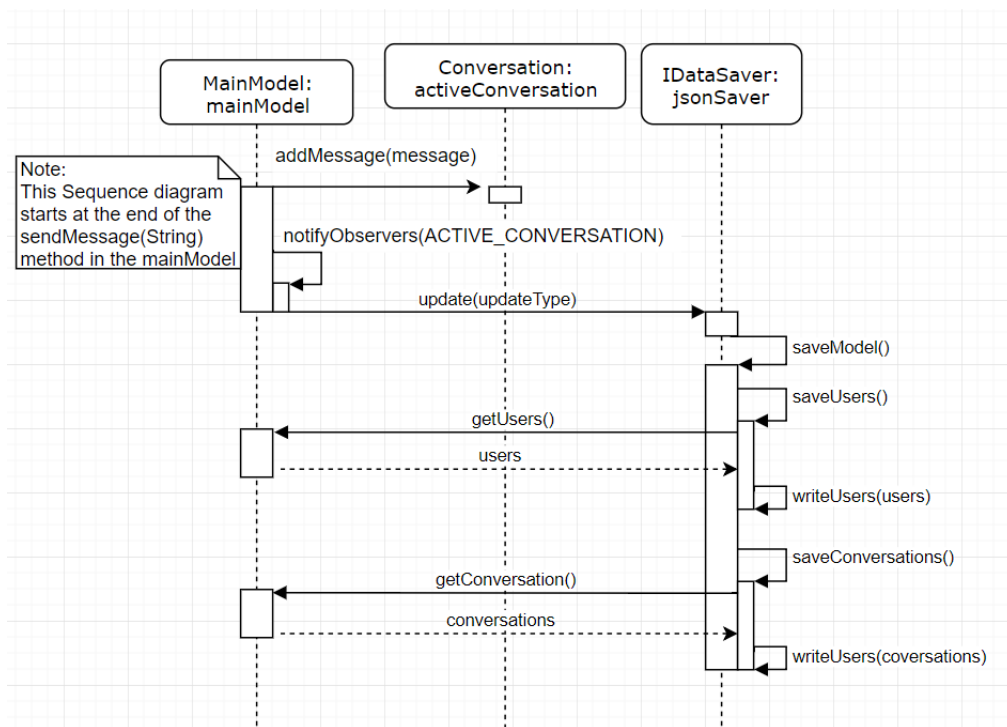 MainModel:
mainModel
Conversation:
activeConversation
IDataSaver:
jsonSaver
Note:
This Sequence diagram
starts at the end of the
sendMessage(String)
method in the mainModel
addMessage(message)
notifyObservers(ACTIVE_CONVERSATION)
update(updateType)
saveModel()
saveUsers()
getUsers()
users
writeUsers(users)
saveConversations()
getConversation()
conversations
writeUsers(coversations)